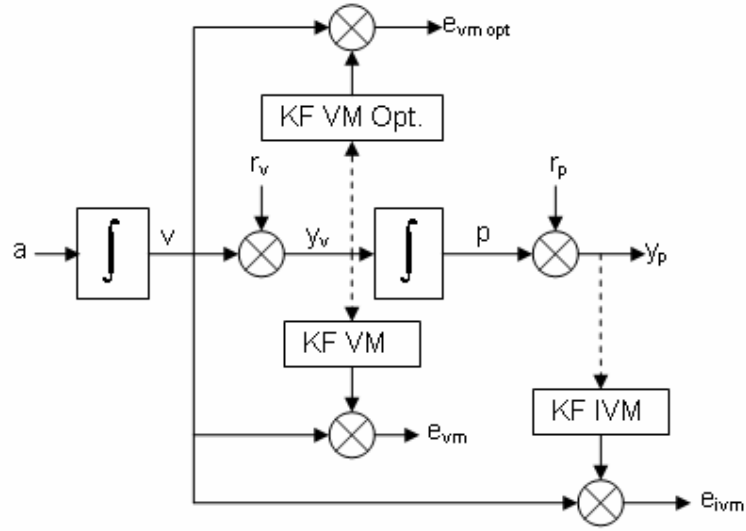 e_vm opt
KF VM Opt.
r_v
r_p
a
∫
v
y_v
∫
p
y_p
KF VM
KF IVM
e_vm
e_ivm